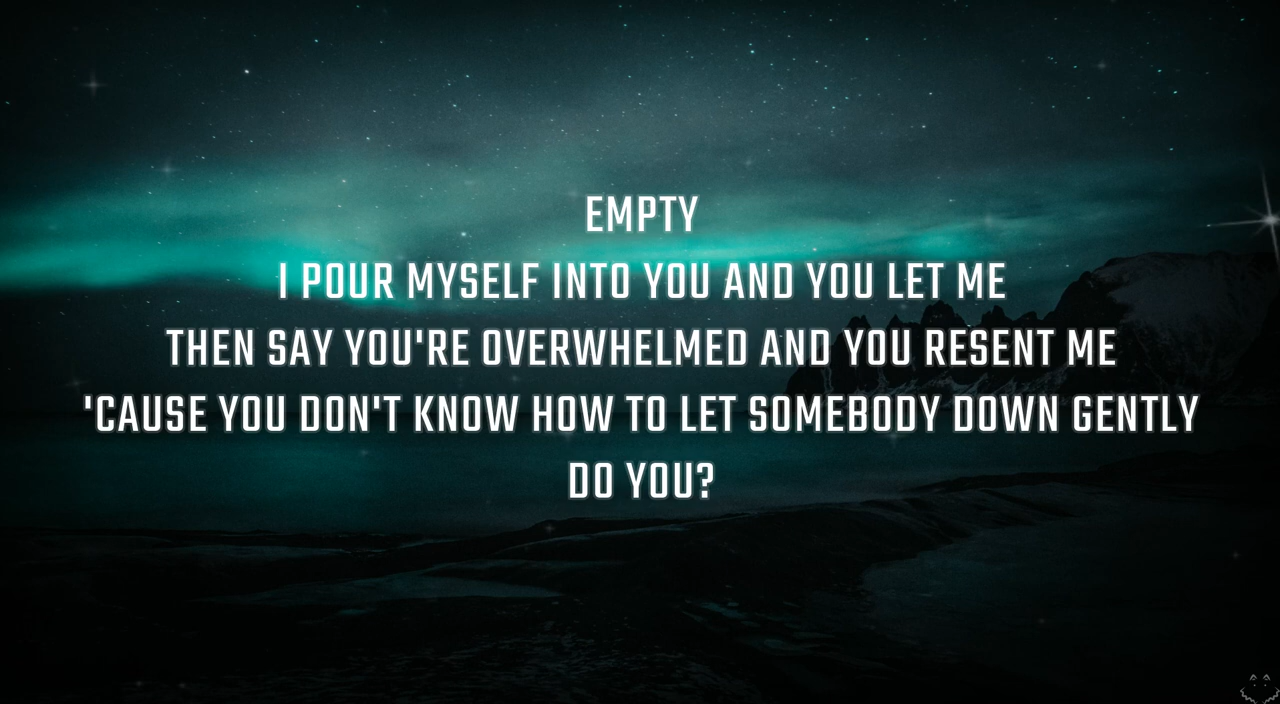 EMPTY
I POUR MYSELF INTO YOU AND YOU LET ME
THEN SAY YOU'RE OVERWHELMED AND YOU RESENT ME
'CAUSE YOU DON'T KNOW HOW TO LET SOMEBODY DOWN GENTLY
DO YOU?